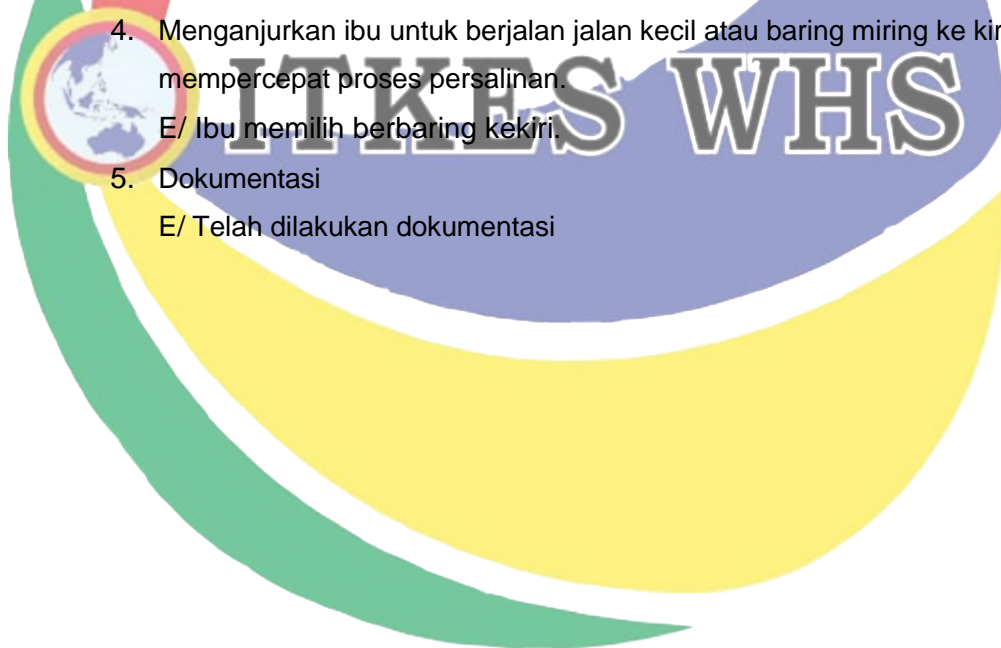 4. Menganjurkan ibu untuk berjalan jalan kecil atau baring miring ke
mempercepat proses persalinan.
ITKES WHS
E/ Ibu memilih berbaring kekiri.
5. Dokumentasi
E/ Telah dilakukan dokumentasi